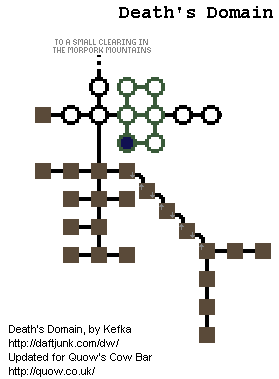 Death's Domain
TO A SMALL CLEARING IN
THE MORPORK MOUNTAINS
Death's Domain, by Kefka
http://daftjunk.com/dw/
Updated for Quow's Cow Bar
http://quow.co.uk/